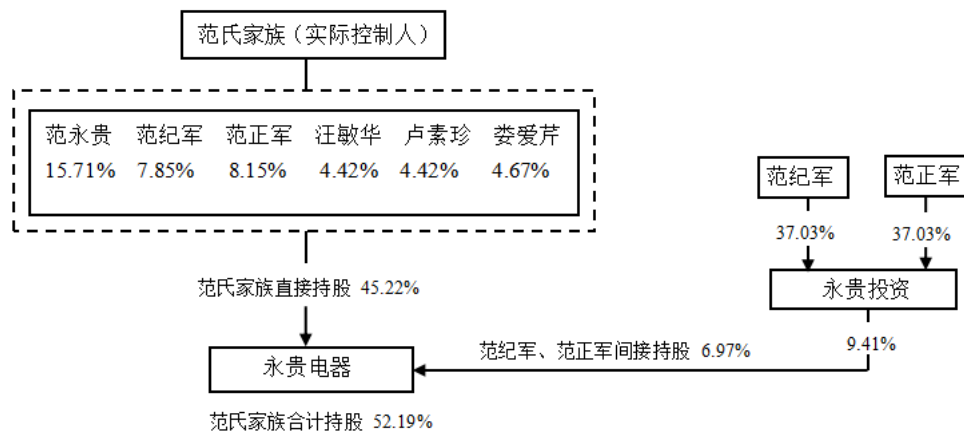 范氏家族（实际控制人）
范永贵 范纪军 范正军 汪敏华 卢素珍 娄爱芹
15.71% 7.85% 8.15% 4.42% 4.42% 4.67%
范纪军 范正军
37.03% 37.03%
永贵投资
范氏家族直接持股 45.22%
9.41%
范纪军、范正军间接持股 6.97%
永贵电器
范氏家族合计持股 52.19%